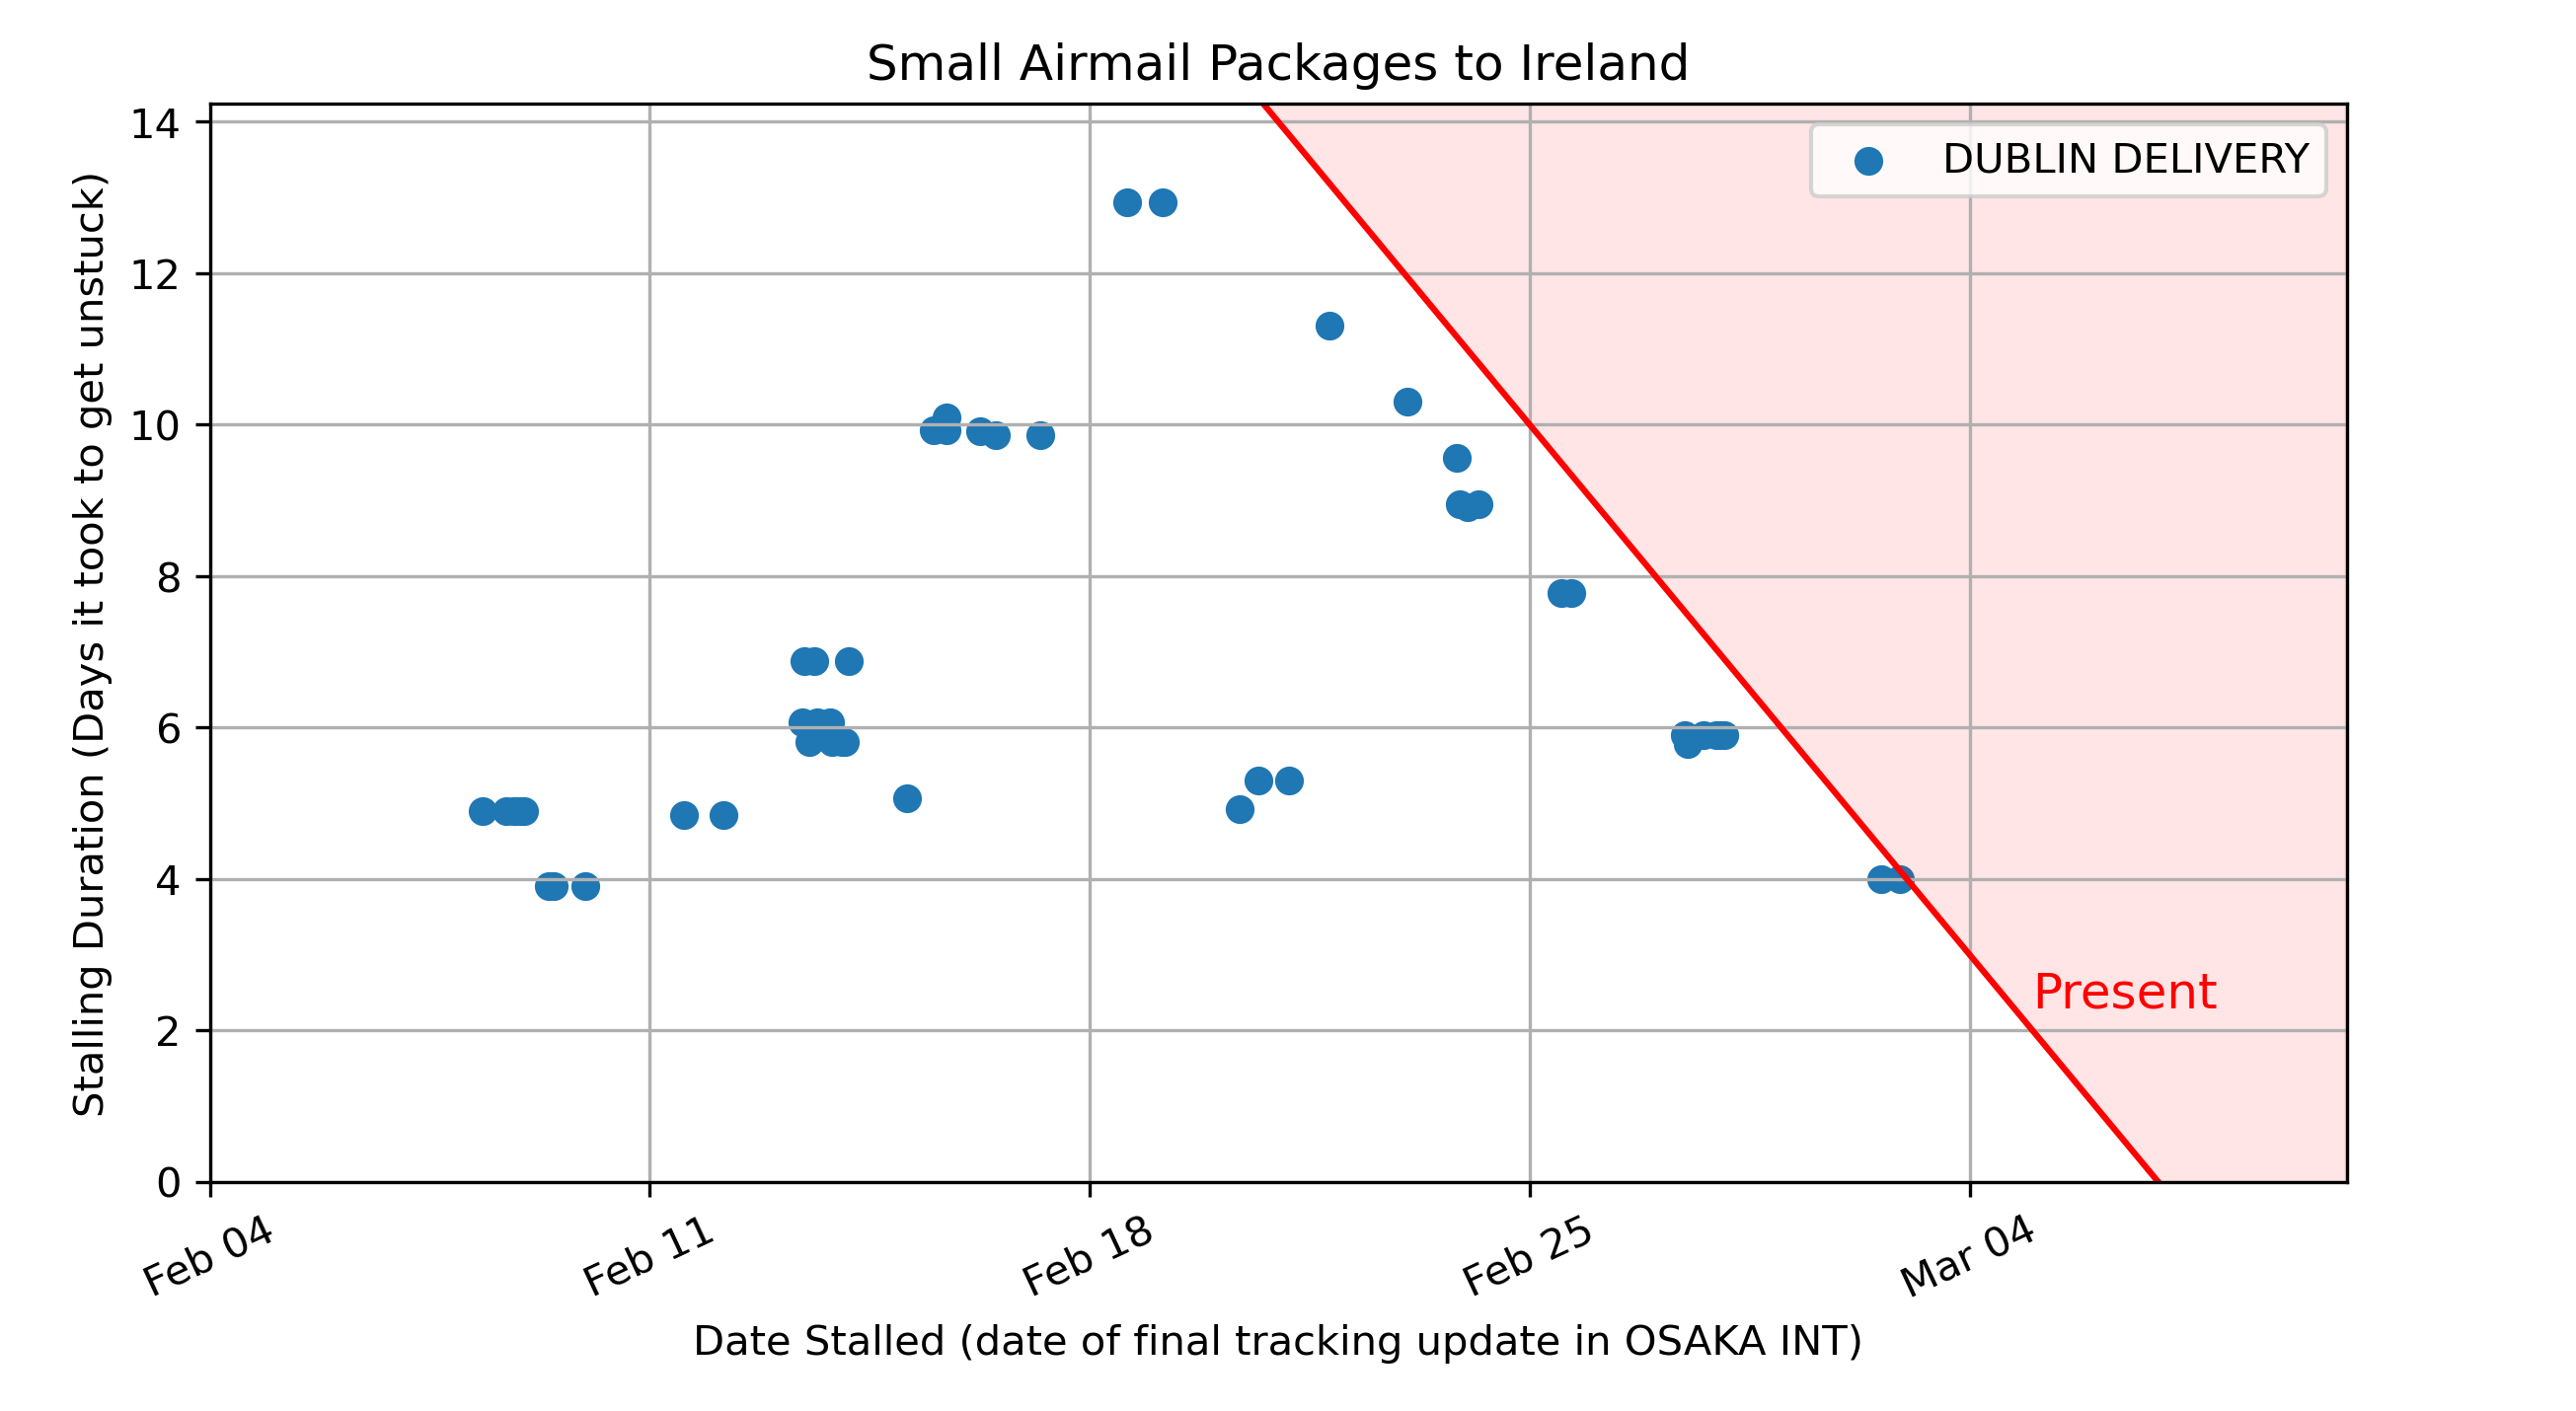 Small Airmail Packages to Ireland
Stalling Duration (Days it took to get unstuck)
14
12
10
8
6
4
2
0
DUBLIN DELIVERY
Present
Feb 04
Feb 11
Feb 18
Feb 25
Mar 04
Date Stalled (date of final tracking update in OSAKA INT)